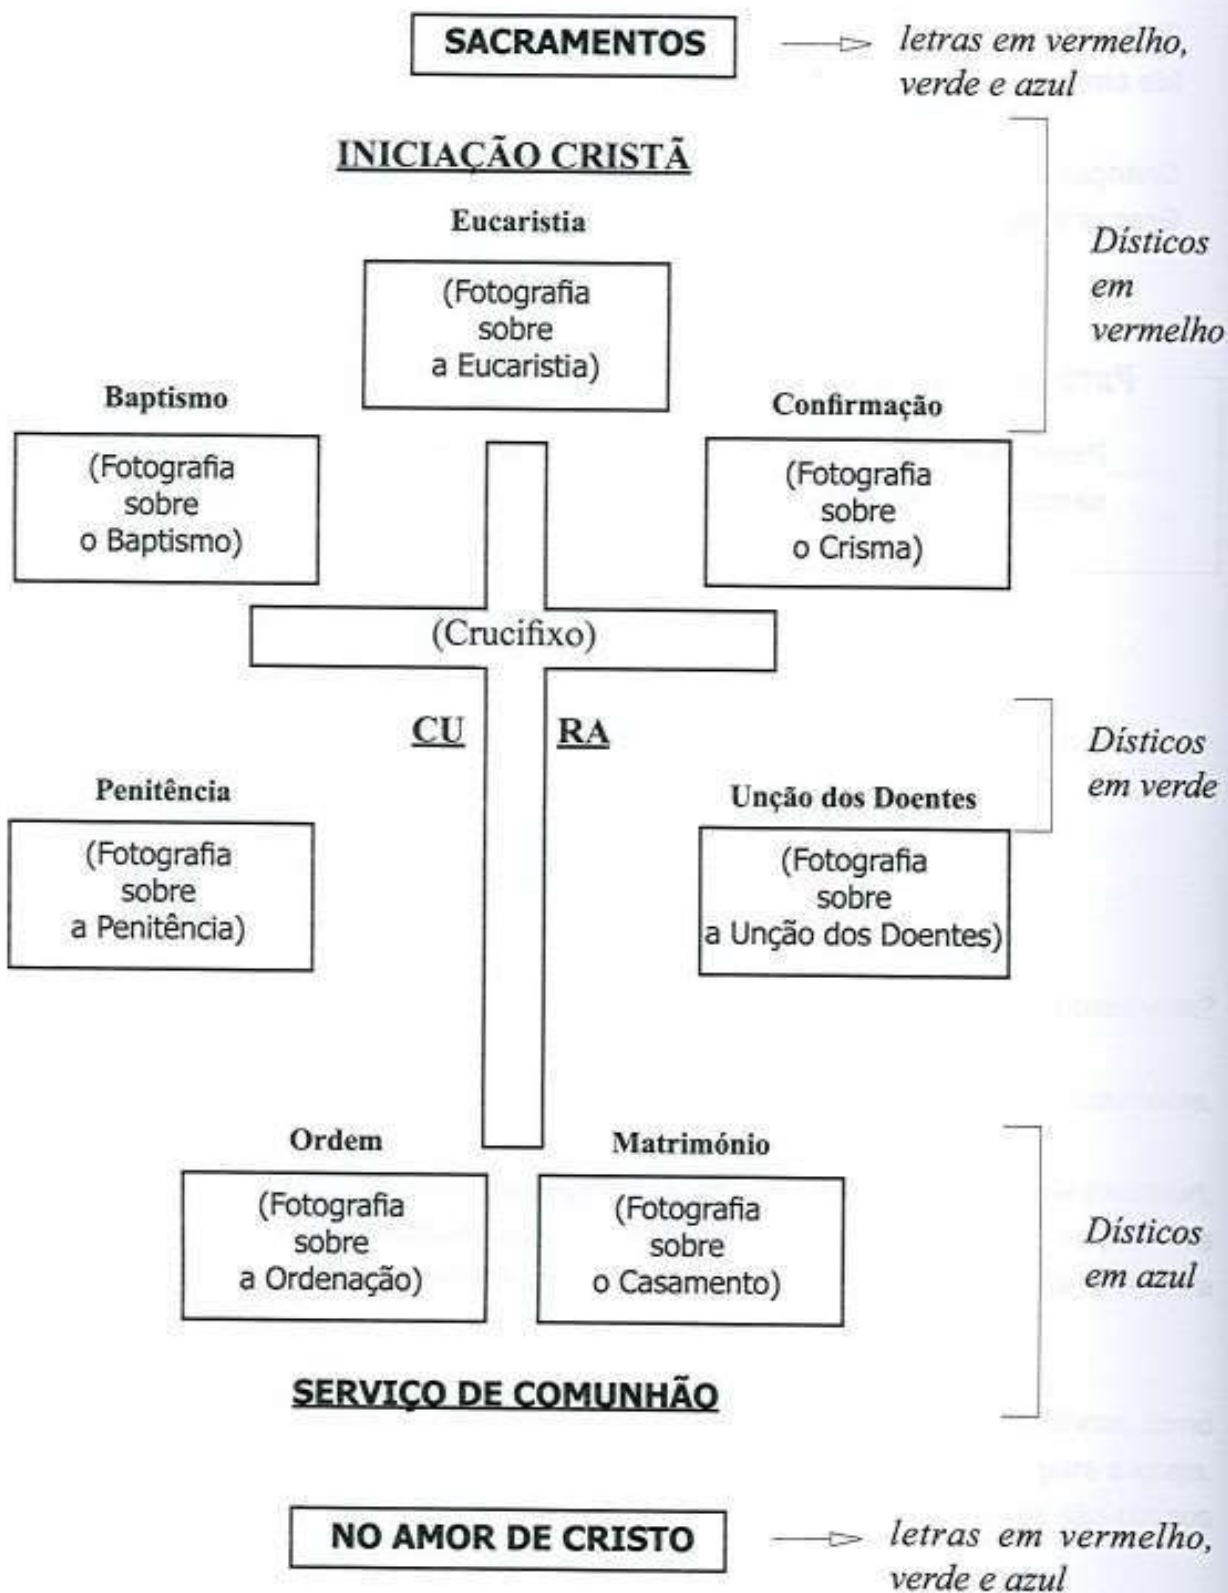 SACRAMENTOS
letras em vermelho,
verde e azul
INICIAÇÃO CRISTÃ
Eucaristia
(Fotografia
sobre
a Eucaristia)
Dísticos
em
vermelho
Baptismo
(Fotografia
sobre
o Baptismo)
Confirmação
(Fotografia
sobre
o Crisma)
(Crucifixo)
CU RA
Dísticos
em verde
Penitência
(Fotografia
sobre
a Penitência)
Unção dos Doentes
(Fotografia
sobre
a Unção dos Doentes)
Ordem
(Fotografia
sobre
a Ordenação)
Matrimónio
(Fotografia
sobre
o Casamento)
Dísticos
em azul
SERVIÇO DE COMUNHÃO
NO AMOR DE CRISTO
letras em vermelho,
verde e azul